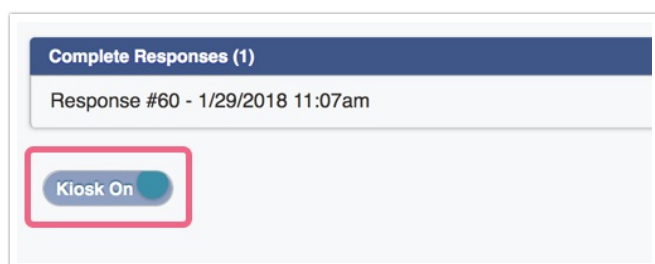 Complete Responses (1)
Response #60 - 1/29/2018 11:07am
Kiosk On